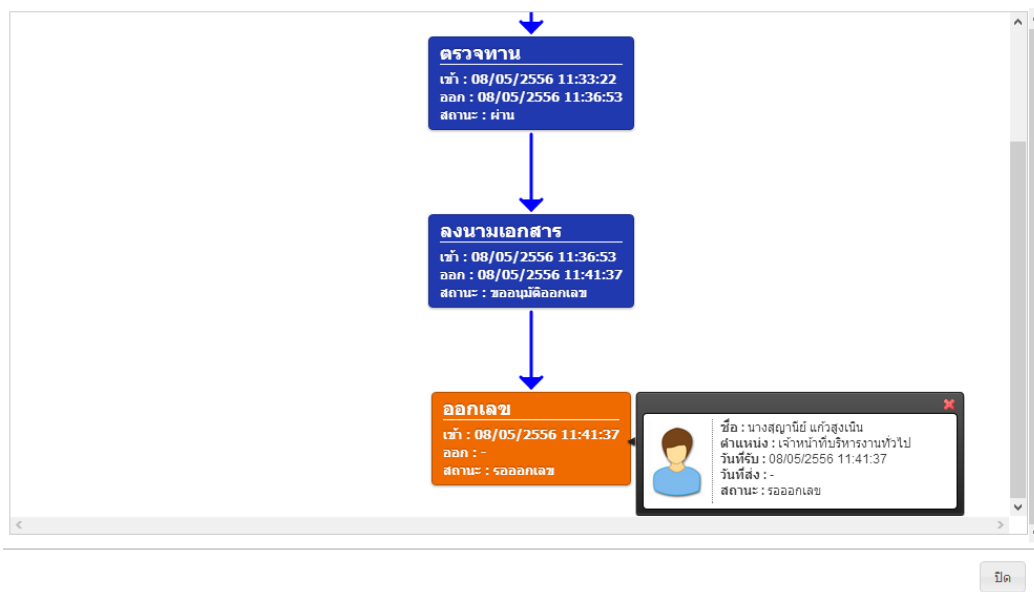 ตรวจทาน
เข้า : 08/05/2556 11:33:22
ออก : 08/05/2556 11:36:53
สถานะ : ผ่าน
ลงนามเอกสาร
เข้า : 08/05/2556 11:36:53
ออก : 08/05/2556 11:41:37
สถานะ : ขออนุมัติออกเลข
ออกเลข
เข้า : 08/05/2556 11:41:37
ออก : -
สถานะ : รอออกเลข
ชื่อ : นางสุญานีย์ แก้วสูงเนิน
ตำแหน่ง : เจ้าหน้าที่บริหารงานทั่วไป
วันที่รับ : 08/05/2556 11:41:37
วันที่ส่ง : -
สถานะ : รอออกเลข
ปิด